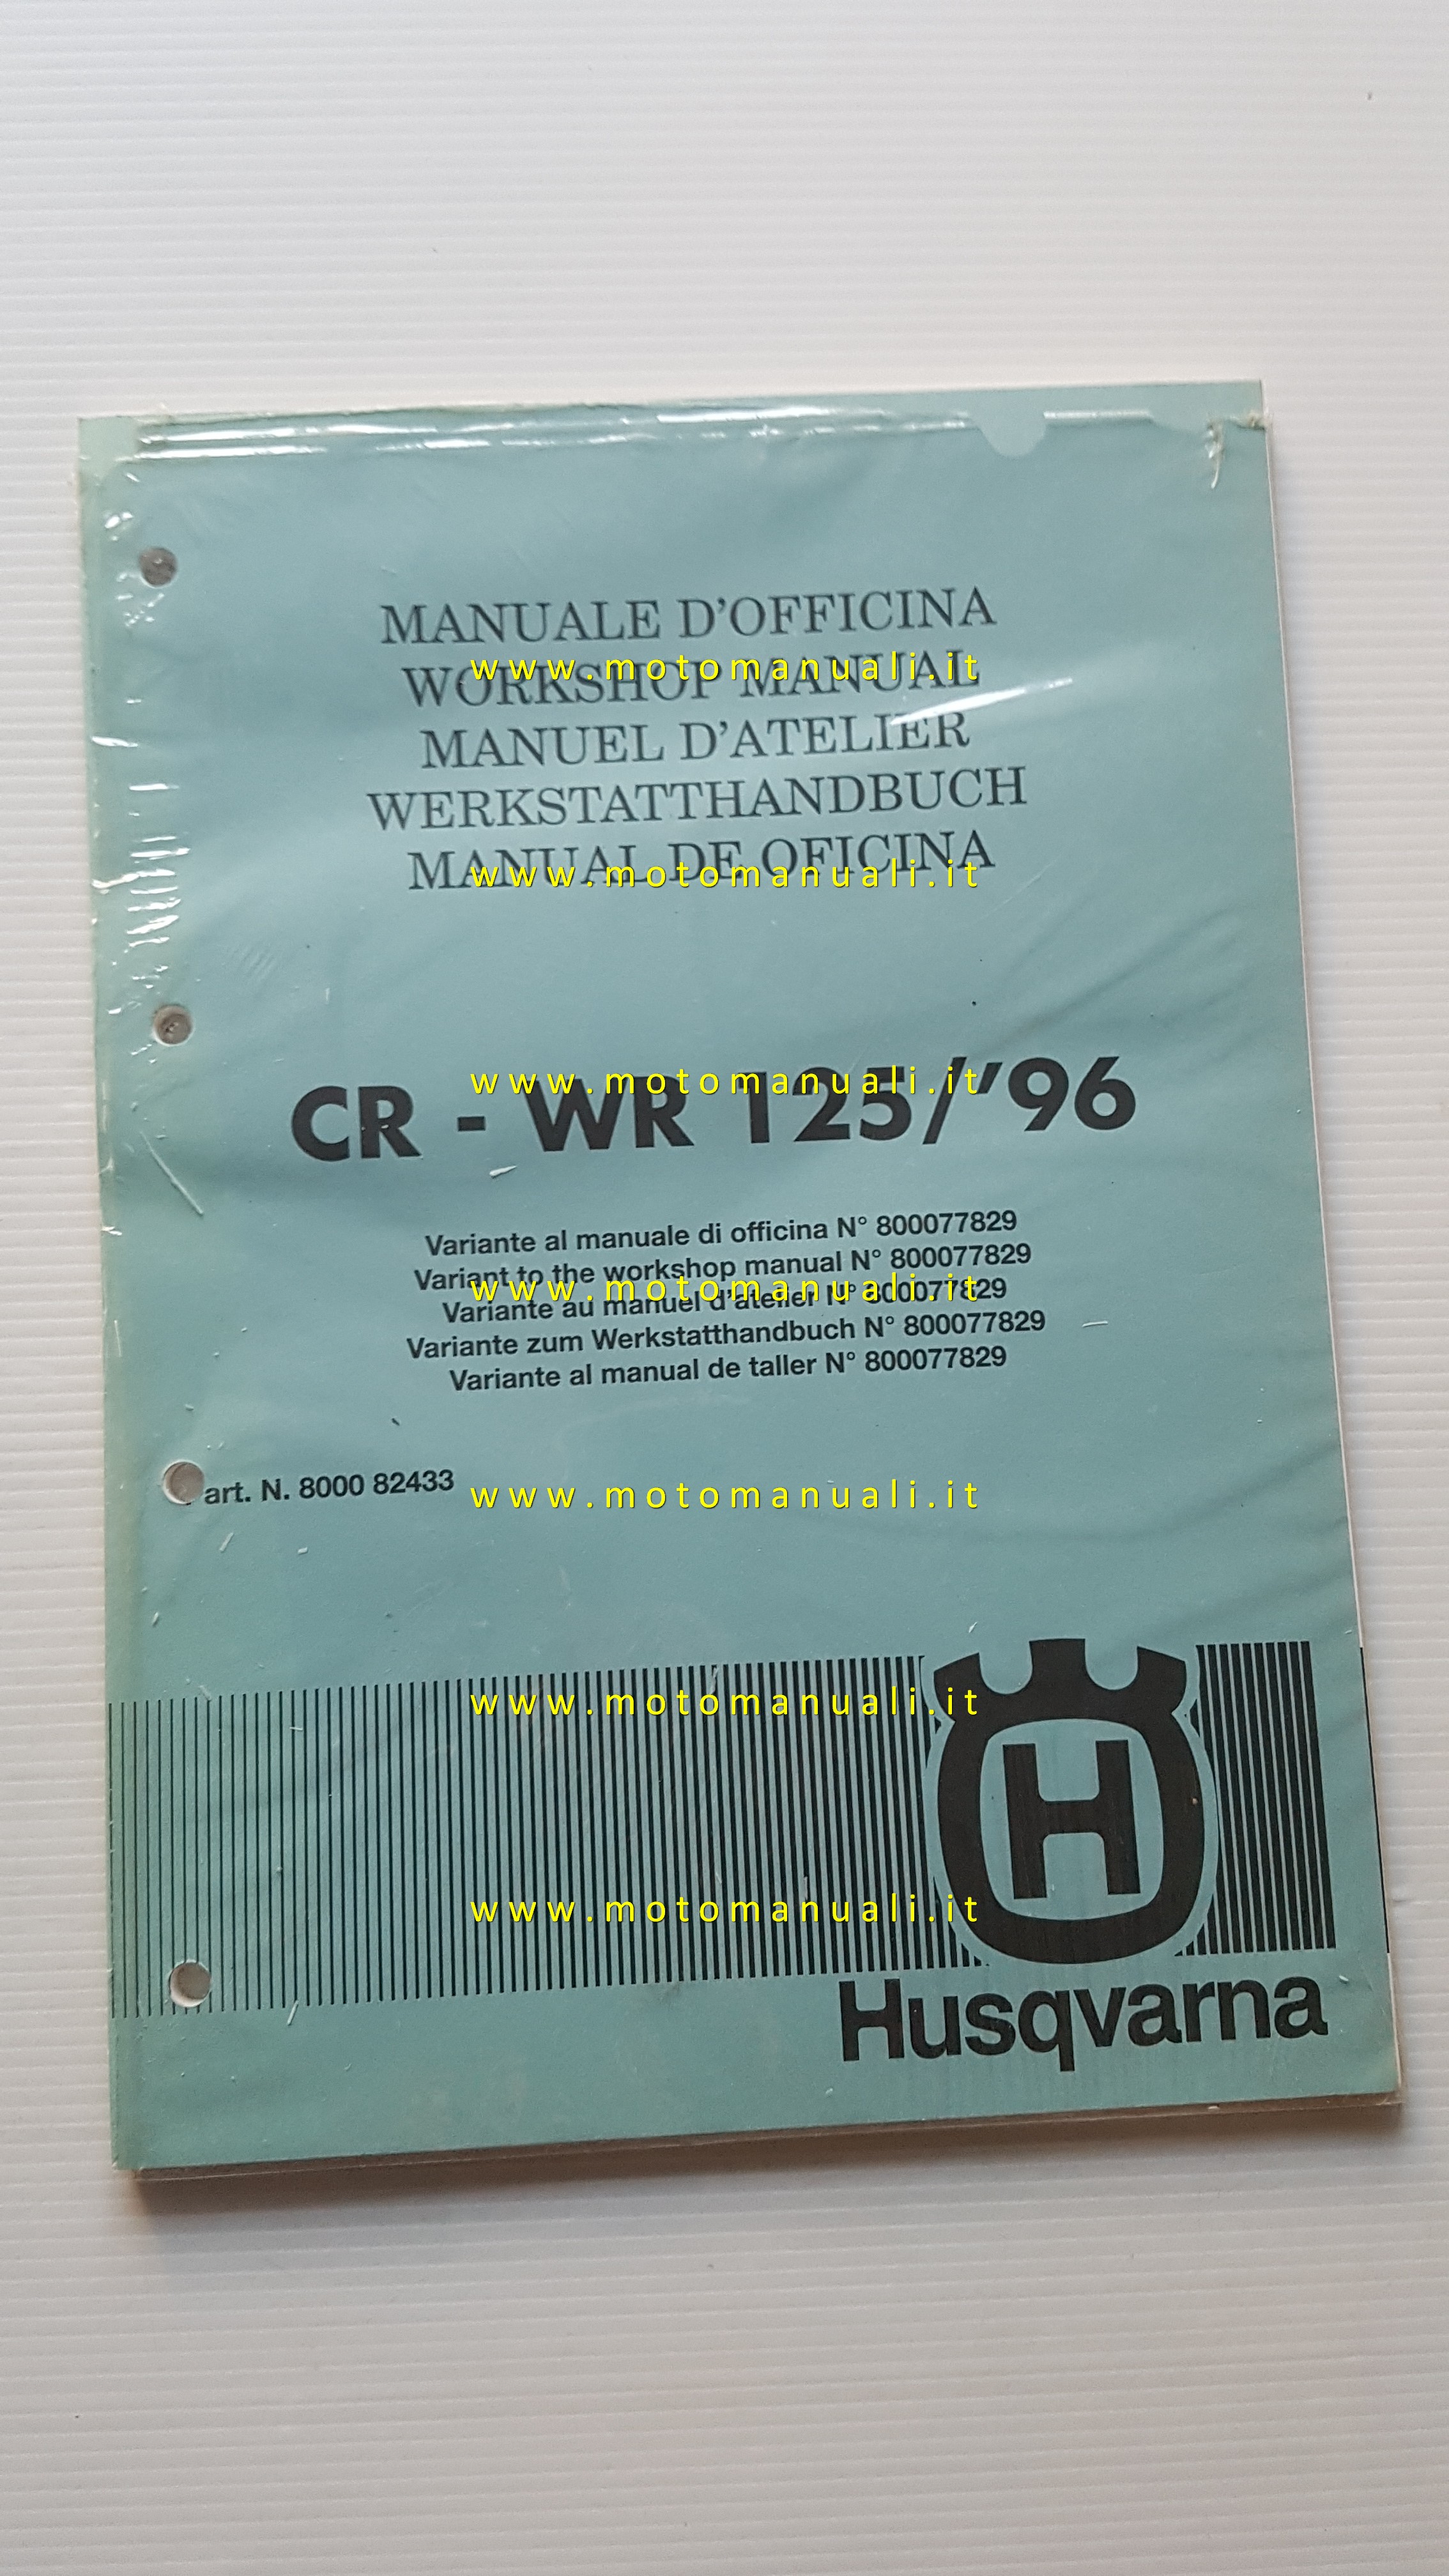 MANUALE D'OFFICINA
WORKSHOP MANUAL
www.motomanuali.it
MANUEL D'ATELIER
WERKSTATTHANDBUCH
MANUAL DE OFICINA
www.motomanuali.it
www.motomanuali.it
CR - WR 125/'96
Variante al manuale di officina N° 800077829
Variant to the workshop manual N° 800077829
www.motomanuali.it
Variante au manuel d'atelier N° 800077829
Variante zum Werkstatthandbuch N° 800077829
Variante al manual de taller N° 800077829
art. N. 8000 82433
www.motomanuali.it
www.motomanuali.it
H
www.motomanuali.it
Husqvarna